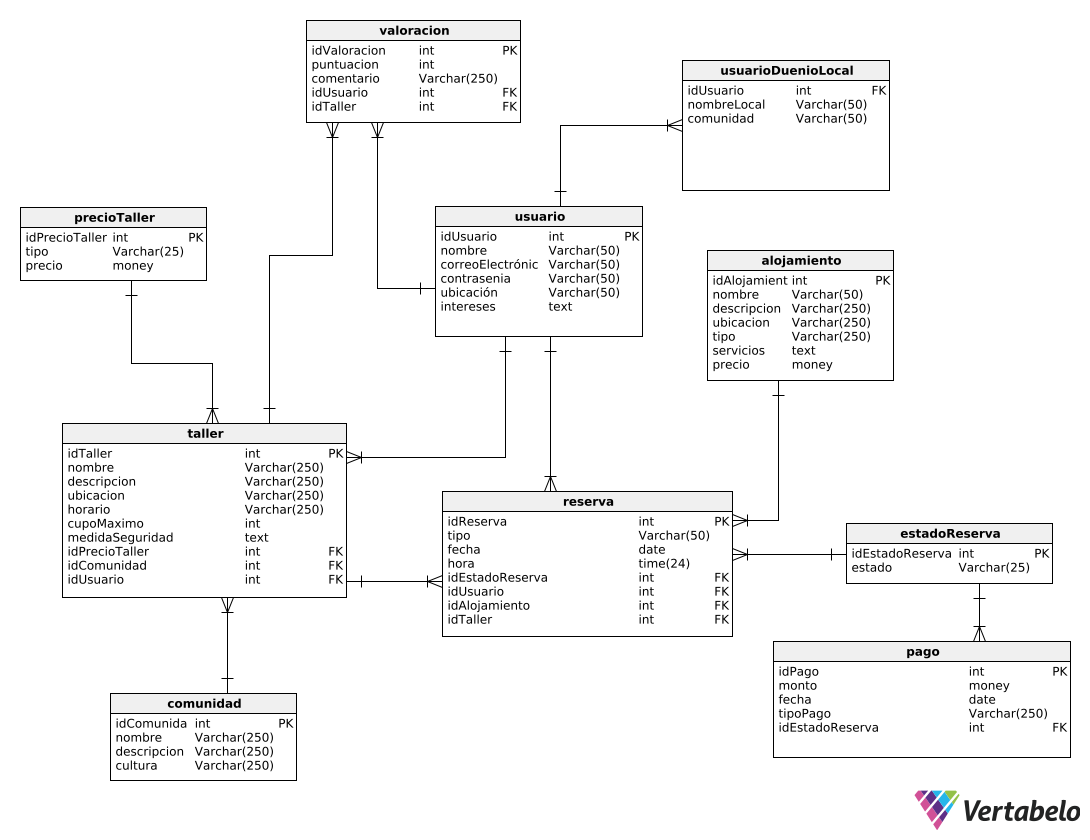 valoracion
idValoracion int PK
puntuacion int
comentario Varchar(250)
idUsuario int FK
idTaller int FK
usuarioDuenioLocal
idUsuario int FK
nombreLocal Varchar(50)
comunidad Varchar(50)
precioTaller
idPrecioTaller int PK
tipo Varchar(25)
precio money
usuario
idUsuario int PK
nombre Varchar(50)
correoElectrónic Varchar(50)
contrasenia Varchar(50)
ubicación Varchar(50)
intereses text
alojamiento
idAlojamient int PK
nombre Varchar(50)
descripcion Varchar(250)
ubicacion Varchar(250)
tipo Varchar(250)
servicios text
precio money
taller
idTaller int PK
nombre Varchar(250)
descripcion Varchar(250)
ubicacion Varchar(250)
horario Varchar(250)
cupoMaximo int
medidaSeguridad text
idPrecioTaller int FK
idComunidad int FK
idUsuario int FK
reserva
idReserva int PK
tipo Varchar(50)
fecha date
hora time(24)
idEstadoReserva int FK
idUsuario int FK
idAlojamiento int FK
idTaller int FK
estadoReserva
idEstadoReserva int PK
estado Varchar(25)
pago
idPago int PK
monto money
fecha date
tipoPago Varchar(250)
idEstadoReserva int FK
comunidad
idComunida int PK
nombre Varchar(250)
descripcion Varchar(250)
cultura Varchar(250)
Vertabelo